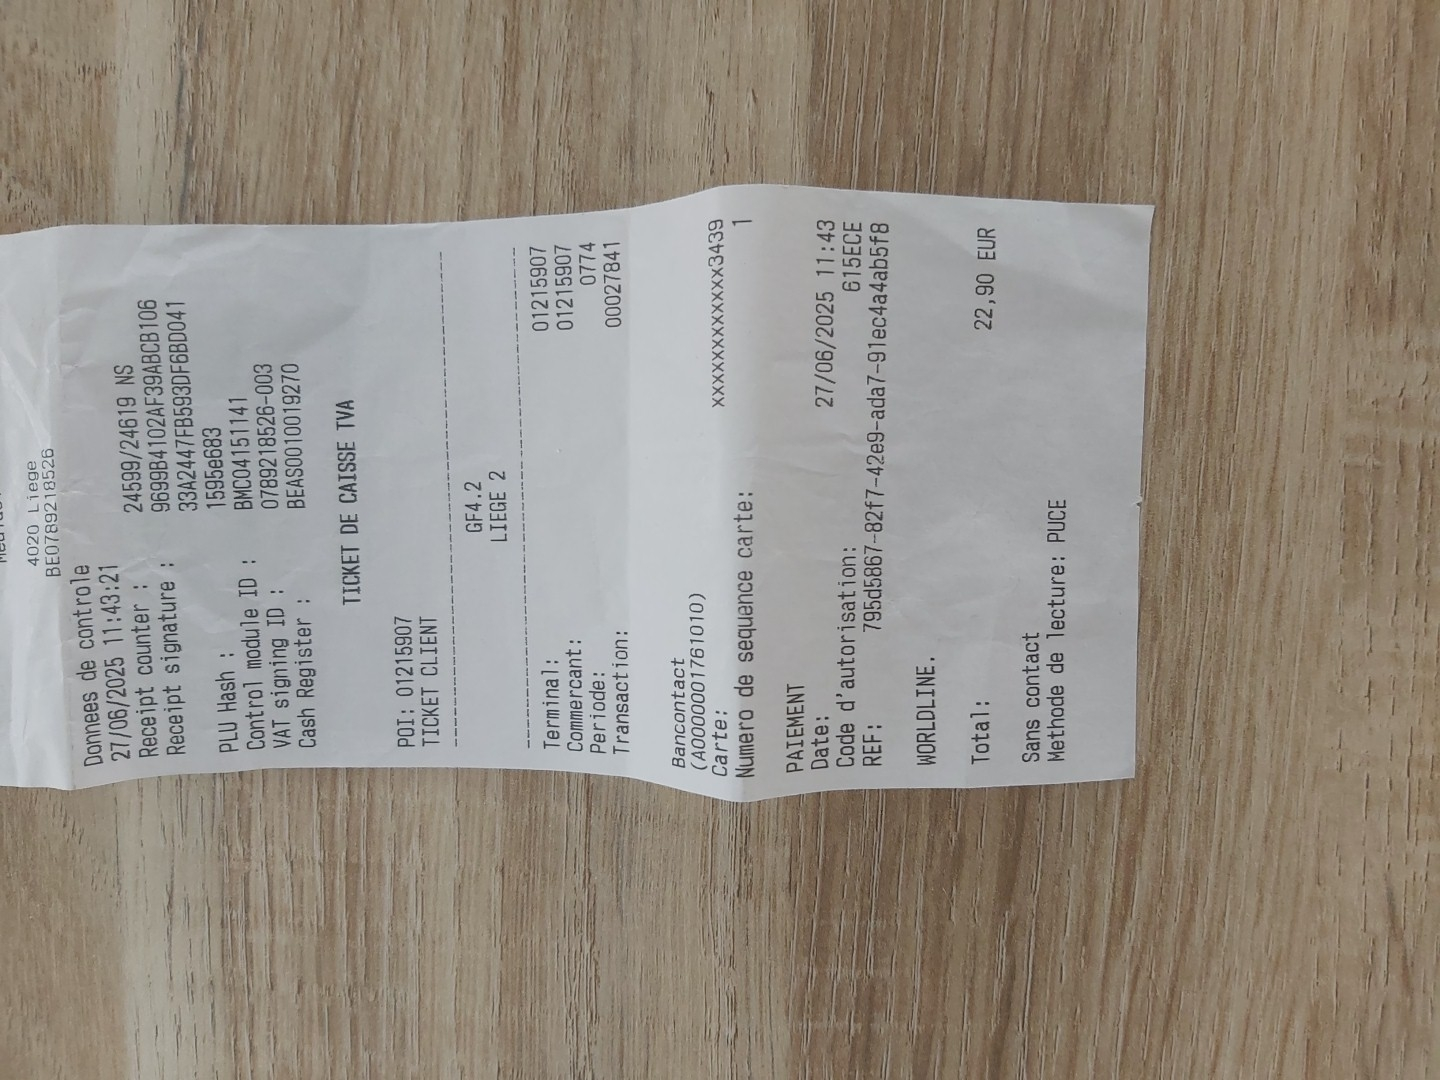 4020 Liege
BE0789218526
Donnees de controle
27/06/2025 11:43:21
Receipt counter : 24599/24619 NS
Receipt signature : 9699B4102AF39ABCB106
33A2447FB593DF6BD041
PLU Hash : 1595e683
Control module ID : BMC04151141
VAT signing ID : 0789218526-003
Cash Register : BEAS0010019270
TICKET DE CAISSE TVA
POI: 01215907
TICKET CLIENT
GF4.2
LIEGE 2
Terminal: 01215907
Commercant: 01215907
Periode: 0774
Transaction: 00027841
Bancontact
(A0000001761010)
Carte: xxxxxxxxxxxxx3439
Numero de sequence carte: 1
PAIEMENT
Date: 27/06/2025 11:43
Code d'autorisation: 615ECE
REF: 795d5867-82f7-42e9-ada7-91ec4a4ab5f8
WORLDLINE.
Total: 22,90 EUR
Sans contact
Methode de lecture: PUCE